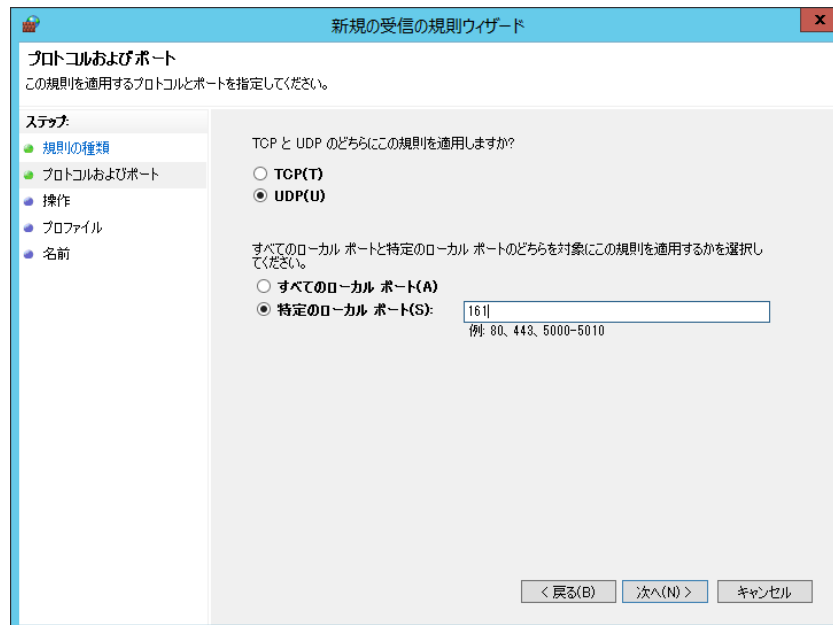 新規の受信の規則ウィザード
x
プロトコルおよびポート
この規則を適用するプロトコルとポートを指定してください。
ステップ:
規則の種類
プロトコルおよびポート
操作
プロファイル
名前
TCP と UDP のどちらにこの規則を適用しますか?
TCP(T)
UDP(U)
すべてのローカル ポートと特定のローカル ポートのどちらを対象にこの規則を適用するかを選択し
てください。
すべてのローカル ポート(A)
特定のローカル ポート(S):
161
例: 80、443、5000-5010
< 戻る(B)
次へ(N) >
キャンセル